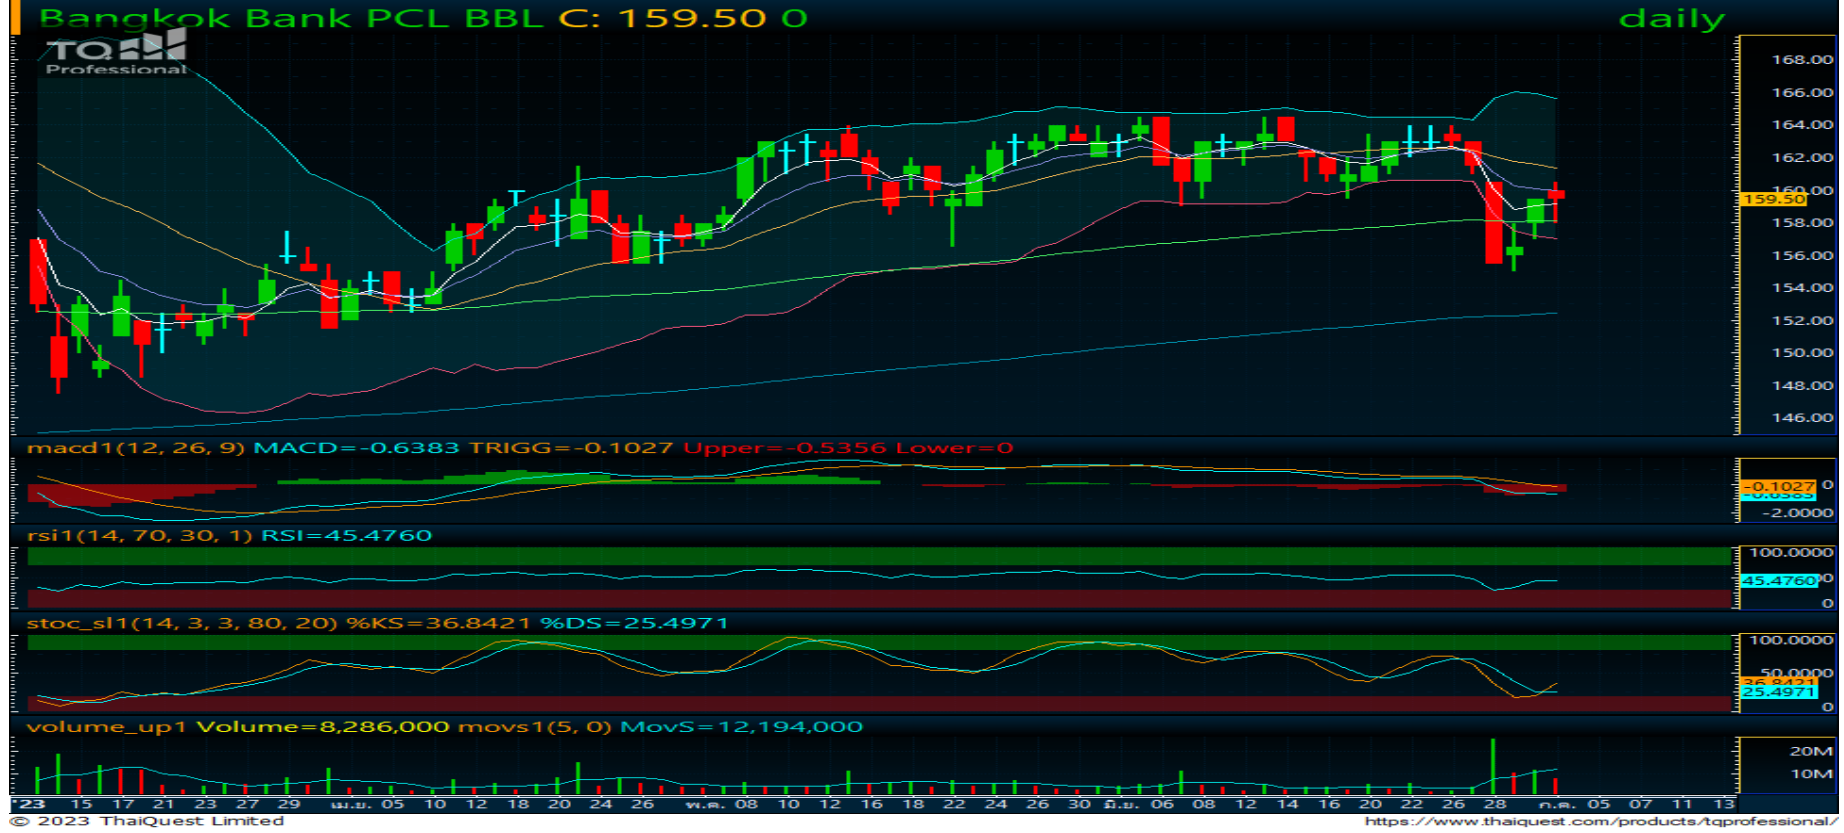 Bangkok Bank PCL BBL C: 159.50 0 daily
TQ
Professional
168.00
166.00
164.00
162.00
160.00
159.50
158.00
156.00
154.00
152.00
150.00
148.00
146.00
macd1(12, 26, 9) MACD=-0.6383 TRIGG=-0.1027 Upper=-0.5356 Lower=0
-0.1027 0
-2.0000
rsi1(14, 70, 30, 1) RSI=45.4760
100.0000
45.4760
0
stoc_sl1(14, 3, 3, 80, 20) %KS=36.8421 %DS=25.4971
100.0000
50.0000
36.8421
25.4971
0
volume_up1 Volume=8,286,000 movs1(5, 0) MovS=12,194,000
20M
10M
'23 15 17 21 23 27 29 เม.ย. 05 10 12 18 20 24 26 พ.ค. 08 10 12 16 18 22 24 26 30 มิ.ย. 06 08 12 14 16 20 22 26 28 ก.ค. 05 07 11 13
© 2023 ThaiQuest Limited https://www.thaiquest.com/products/tqprofessional/